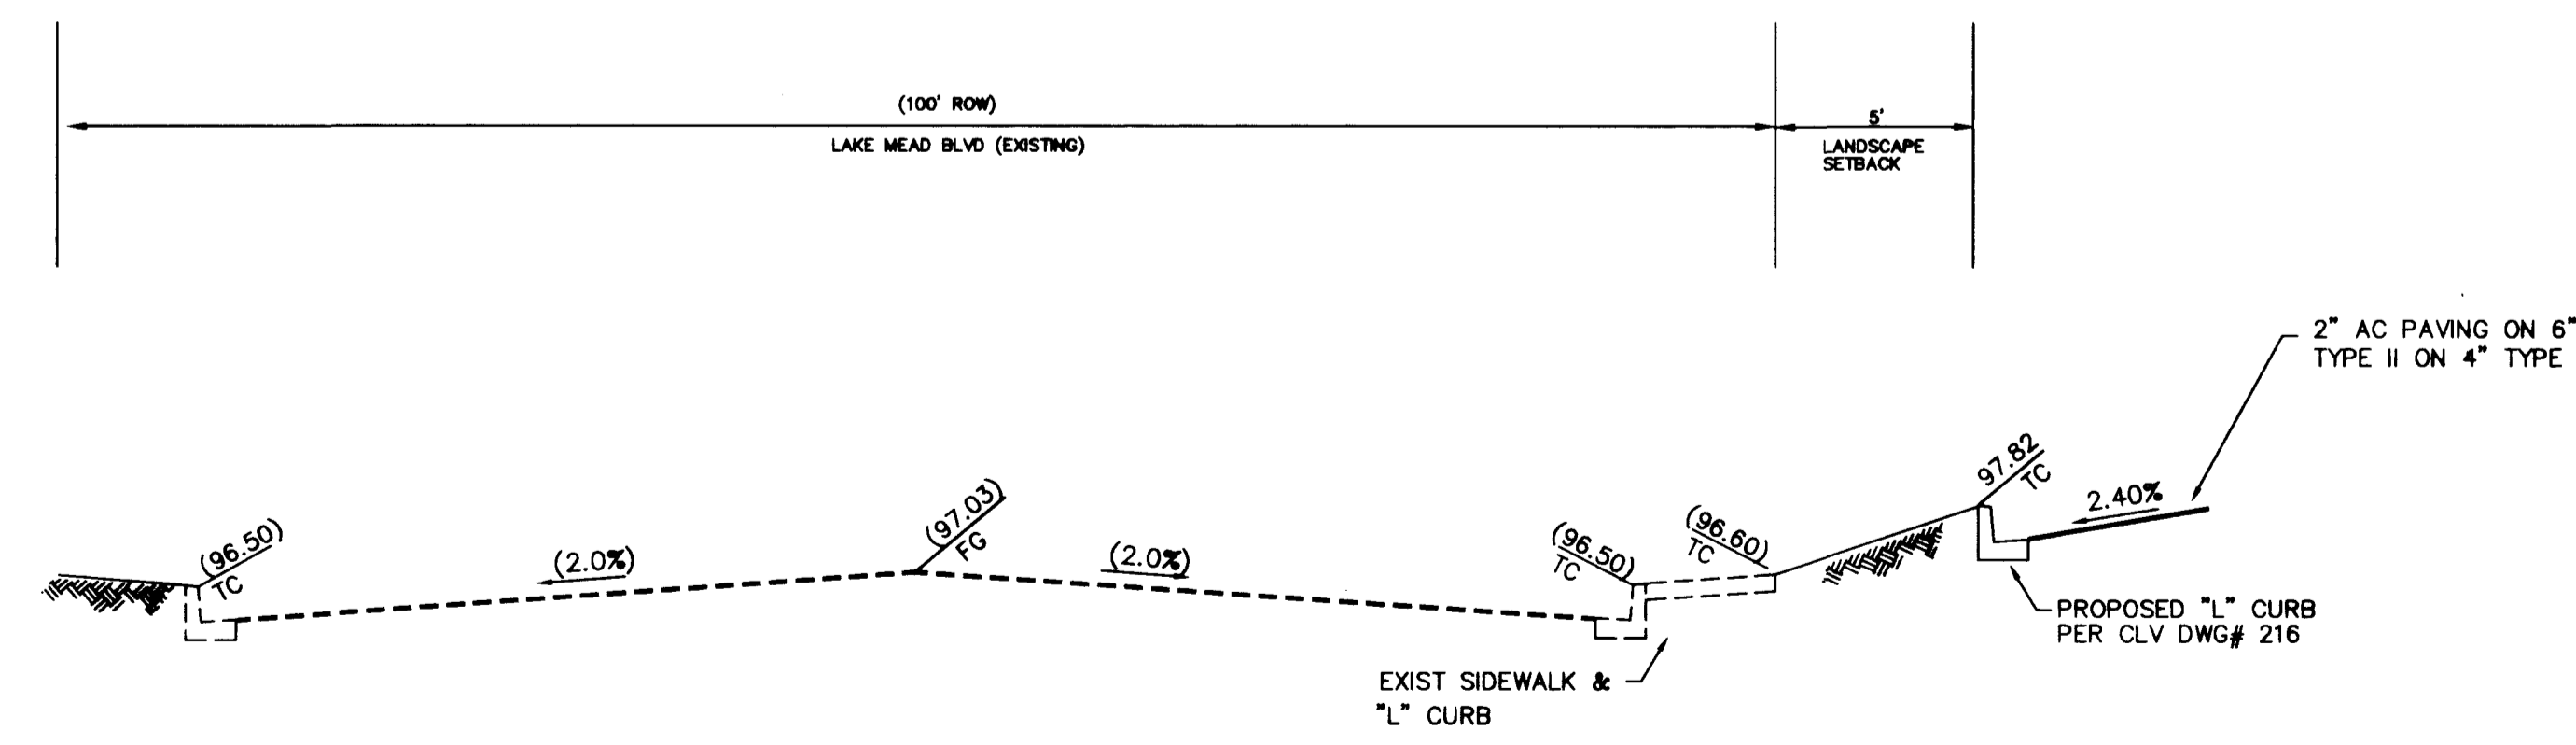 (100' ROW)
LAKE MEAD BLVD (EXISTING)
5'
LANDSCAPE
SETBACK
2" AC PAVING ON 6"
TYPE II ON 4" TYPE
97.82
TC
2.40%
(97.03)
FG
(96.50)
TC
(2.0%)
(2.0%)
(96.50)
TC
(96.60)
TC
PROPOSED "L" CURB
PER CLV DWG# 216
EXIST SIDEWALK &
"L" CURB